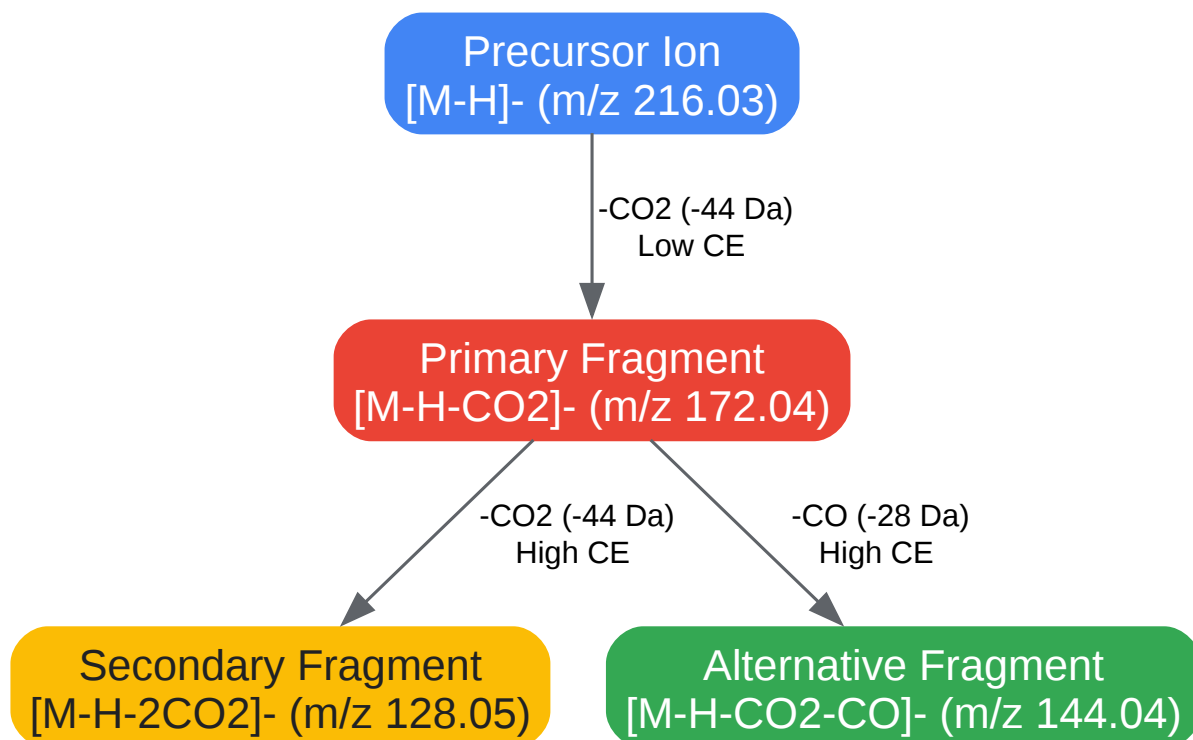 Precursor Ion
[M-H]- (m/z 216.03)
-CO2 (-44 Da)
Low CE
Primary Fragment
[M-H-CO2]- (m/z 172.04)
-CO2 (-44 Da)
High CE
-CO (-28 Da)
High CE
Secondary Fragment
[M-H-2CO2]- (m/z 128.05)
Alternative Fragment
[M-H-CO2-CO]- (m/z 144.04)